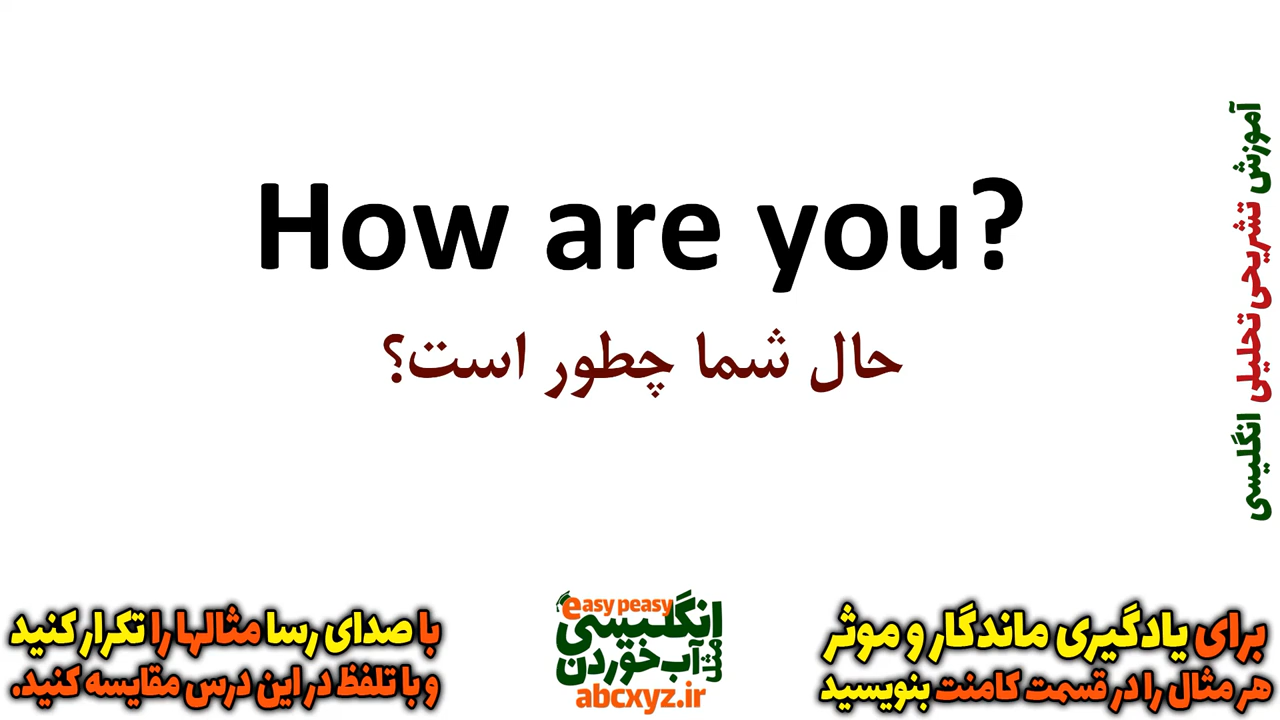 How are you?
حال شما چطور است؟
آموزش تشریحی تحلیلی انگلیسی
برای یادگیری ماندگار و موثر
هر مثال را در قسمت کامنت بنویسید
easy peasy
انگلیسی
مثل
آب خوردن
abcxyz.ir
با صدای رسا مثالها را تکرار کنید
و با تلفظ در این درس مقایسه کنید.